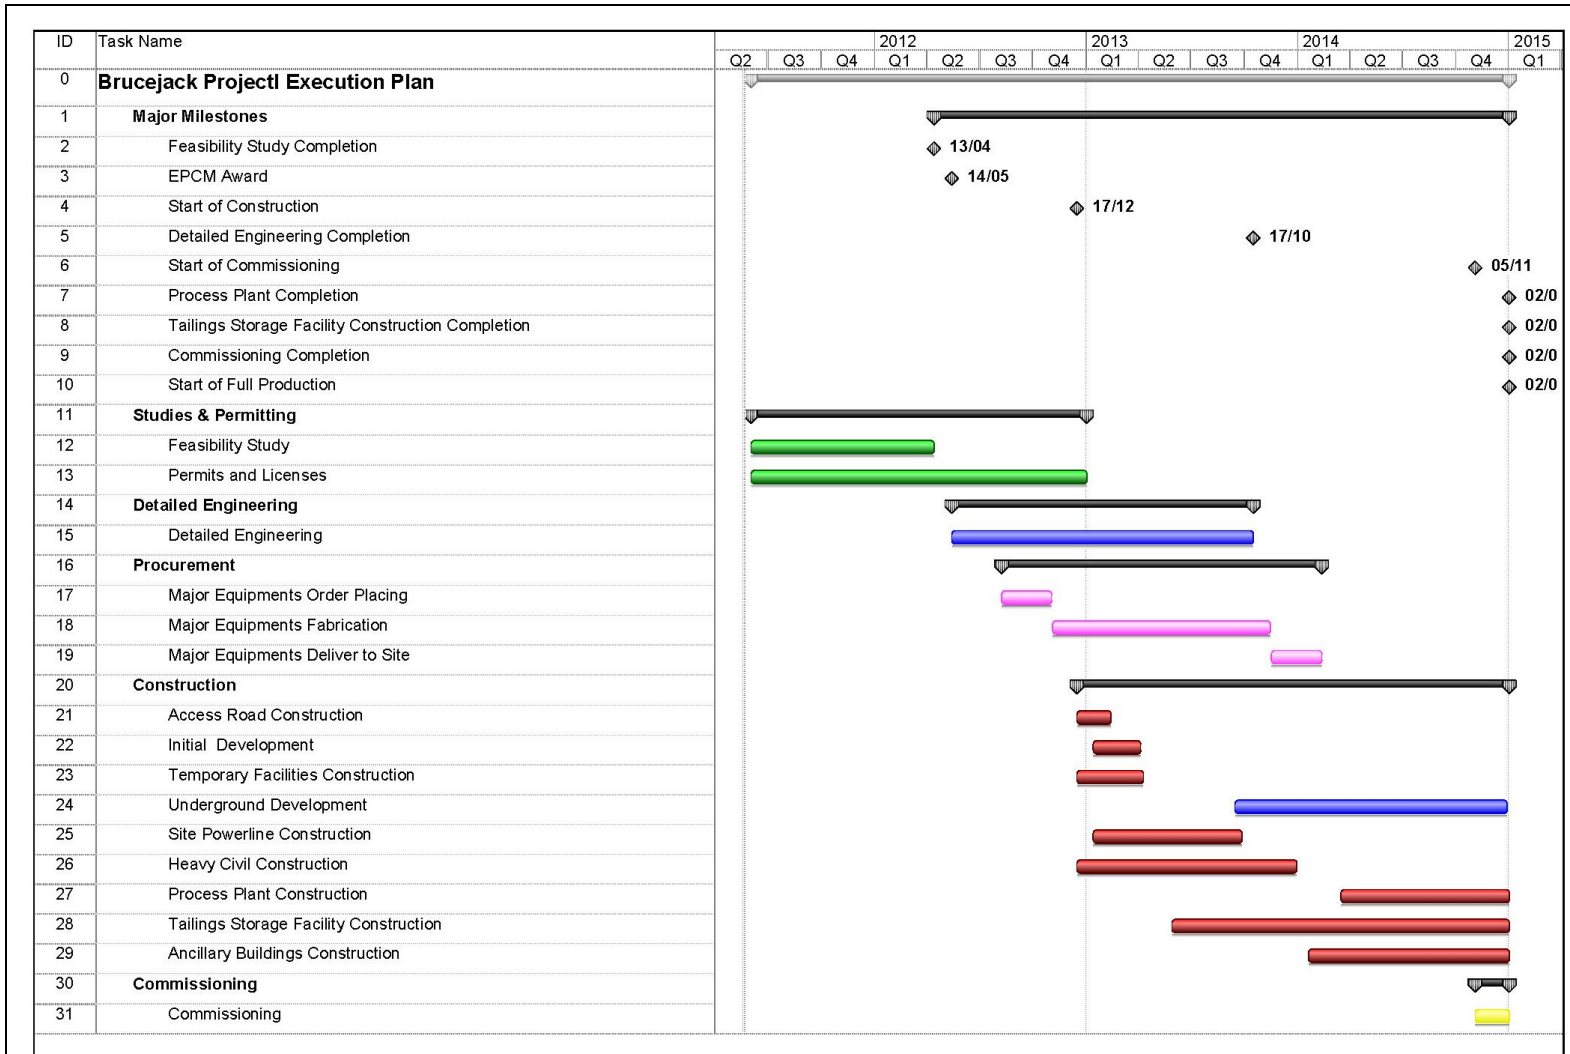 ID Task Name 2012 2013 2014 2015
Q2 Q3 Q4 Q1 Q2 Q3 Q4 Q1 Q2 Q3 Q4 Q1 Q2 Q3 Q4 Q1
0 Brucejack Projectl Execution Plan
1 Major Milestones
2 Feasibility Study Completion 13/04
3 EPCM Award 14/05
4 Start of Construction 17/12
5 Detailed Engineering Completion 17/10
6 Start of Commissioning 05/11
7 Process Plant Completion 02/0
8 Tailings Storage Facility Construction Completion 02/0
9 Commissioning Completion 02/0
10 Start of Full Production 02/0
11 Studies & Permitting
12 Feasibility Study
13 Permits and Licenses
14 Detailed Engineering
15 Detailed Engineering
16 Procurement
17 Major Equipments Order Placing
18 Major Equipments Fabrication
19 Major Equipments Deliver to Site
20 Construction
21 Access Road Construction
22 Initial Development
23 Temporary Facilities Construction
24 Underground Development
25 Site Powerline Construction
26 Heavy Civil Construction
27 Process Plant Construction
28 Tailings Storage Facility Construction
29 Ancillary Buildings Construction
30 Commissioning
31 Commissioning